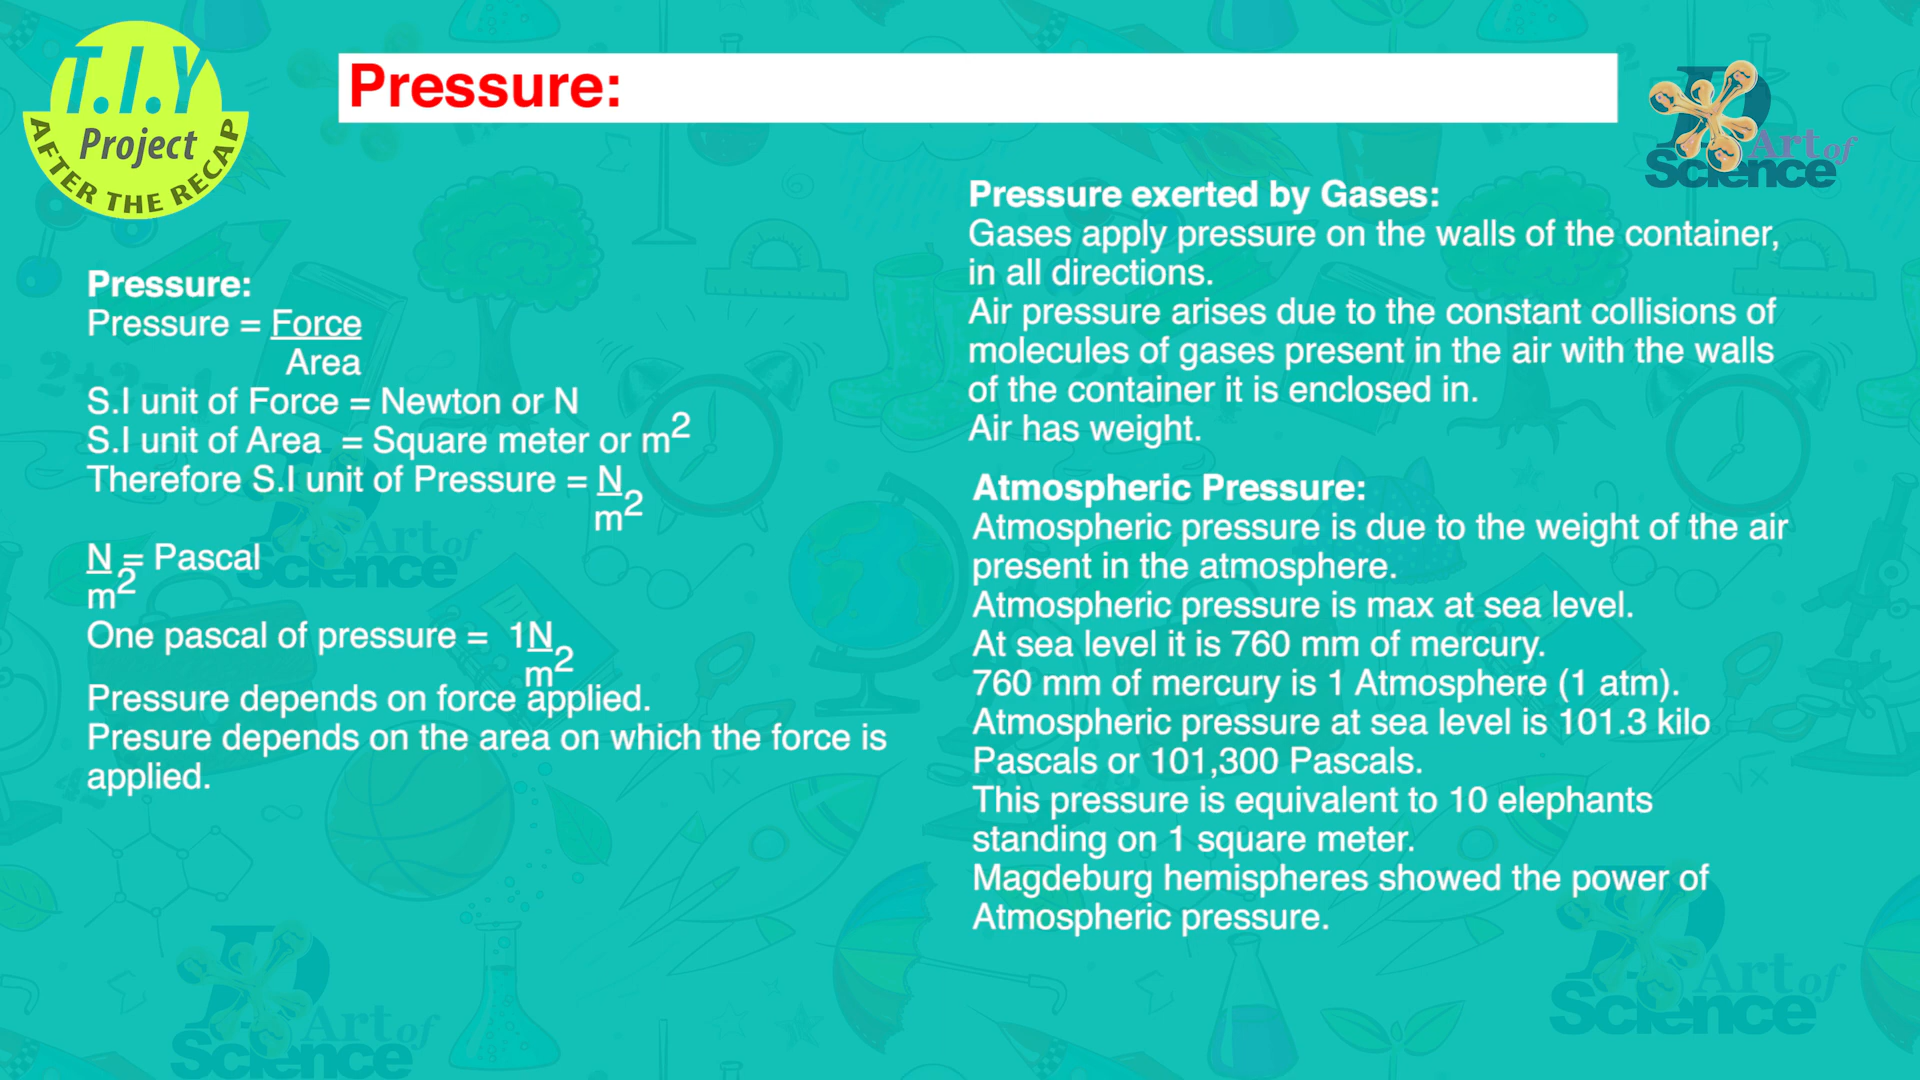 T.I.Y
Project
AFTER THE RECAP
Pressure:
Art of
Science
Pressure:
Pressure = Force
Area
S.I unit of Force = Newton or N
S.I unit of Area = Square meter or m²
Therefore S.I unit of Pressure = N
m²
N = Pascal
m²
One pascal of pressure = 1N
m²
Pressure depends on force applied.
Presure depends on the area on which the force is
applied.
Pressure exerted by Gases:
Gases apply pressure on the walls of the container,
in all directions.
Air pressure arises due to the constant collisions of
molecules of gases present in the air with the walls
of the container it is enclosed in.
Air has weight.
Atmospheric Pressure:
Atmospheric pressure is due to the weight of the air
present in the atmosphere.
Atmospheric pressure is max at sea level.
At sea level it is 760 mm of mercury.
760 mm of mercury is 1 Atmosphere (1 atm).
Atmospheric pressure at sea level is 101.3 kilo
Pascals or 101,300 Pascals.
This pressure is equivalent to 10 elephants
standing on 1 square meter.
Magdeburg hemispheres showed the power of
Atmospheric pressure.
Art of
Science
Art of
Science
Art of
Science